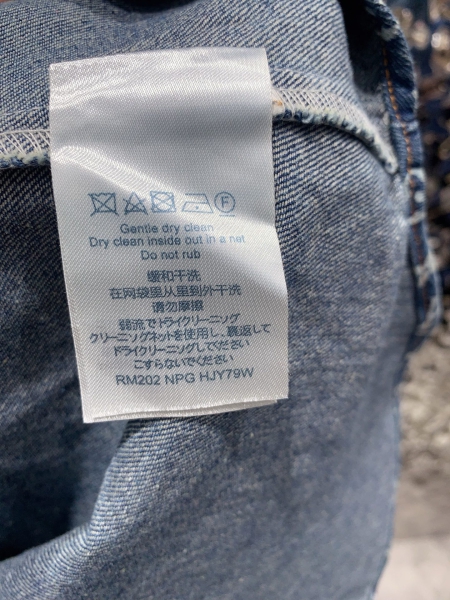 F
Gentle dry clean
Dry clean inside out in a net
Do not rub
缓和干洗
在网袋里从里到外干洗
请勿摩擦
弱流でトライクリーニソグ
クリーニソグネットを使用し､裏返して
ドライクリーニソグしてください
こすらないでください
RM202 NPG HJY79W